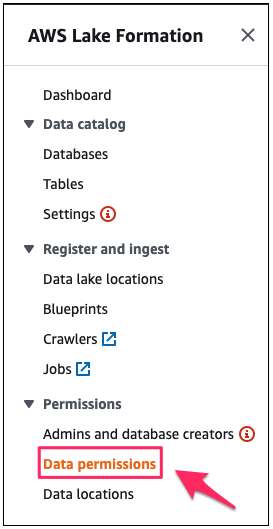 AWS Lake Formation
Dashboard
Data catalog
Databases
Tables
Settings
Register and ingest
Data lake locations
Blueprints
Crawlers
Jobs
Permissions
Admins and database creators
Data permissions
Data locations